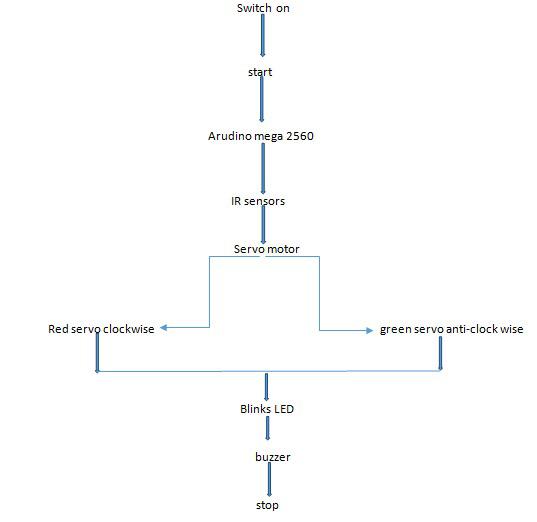 Switch on
start
Arudino mega 2560
IR sensors
Servo motor
Red servo clockwise
green servo anti-clock wise
Blinks LED
buzzer
stop